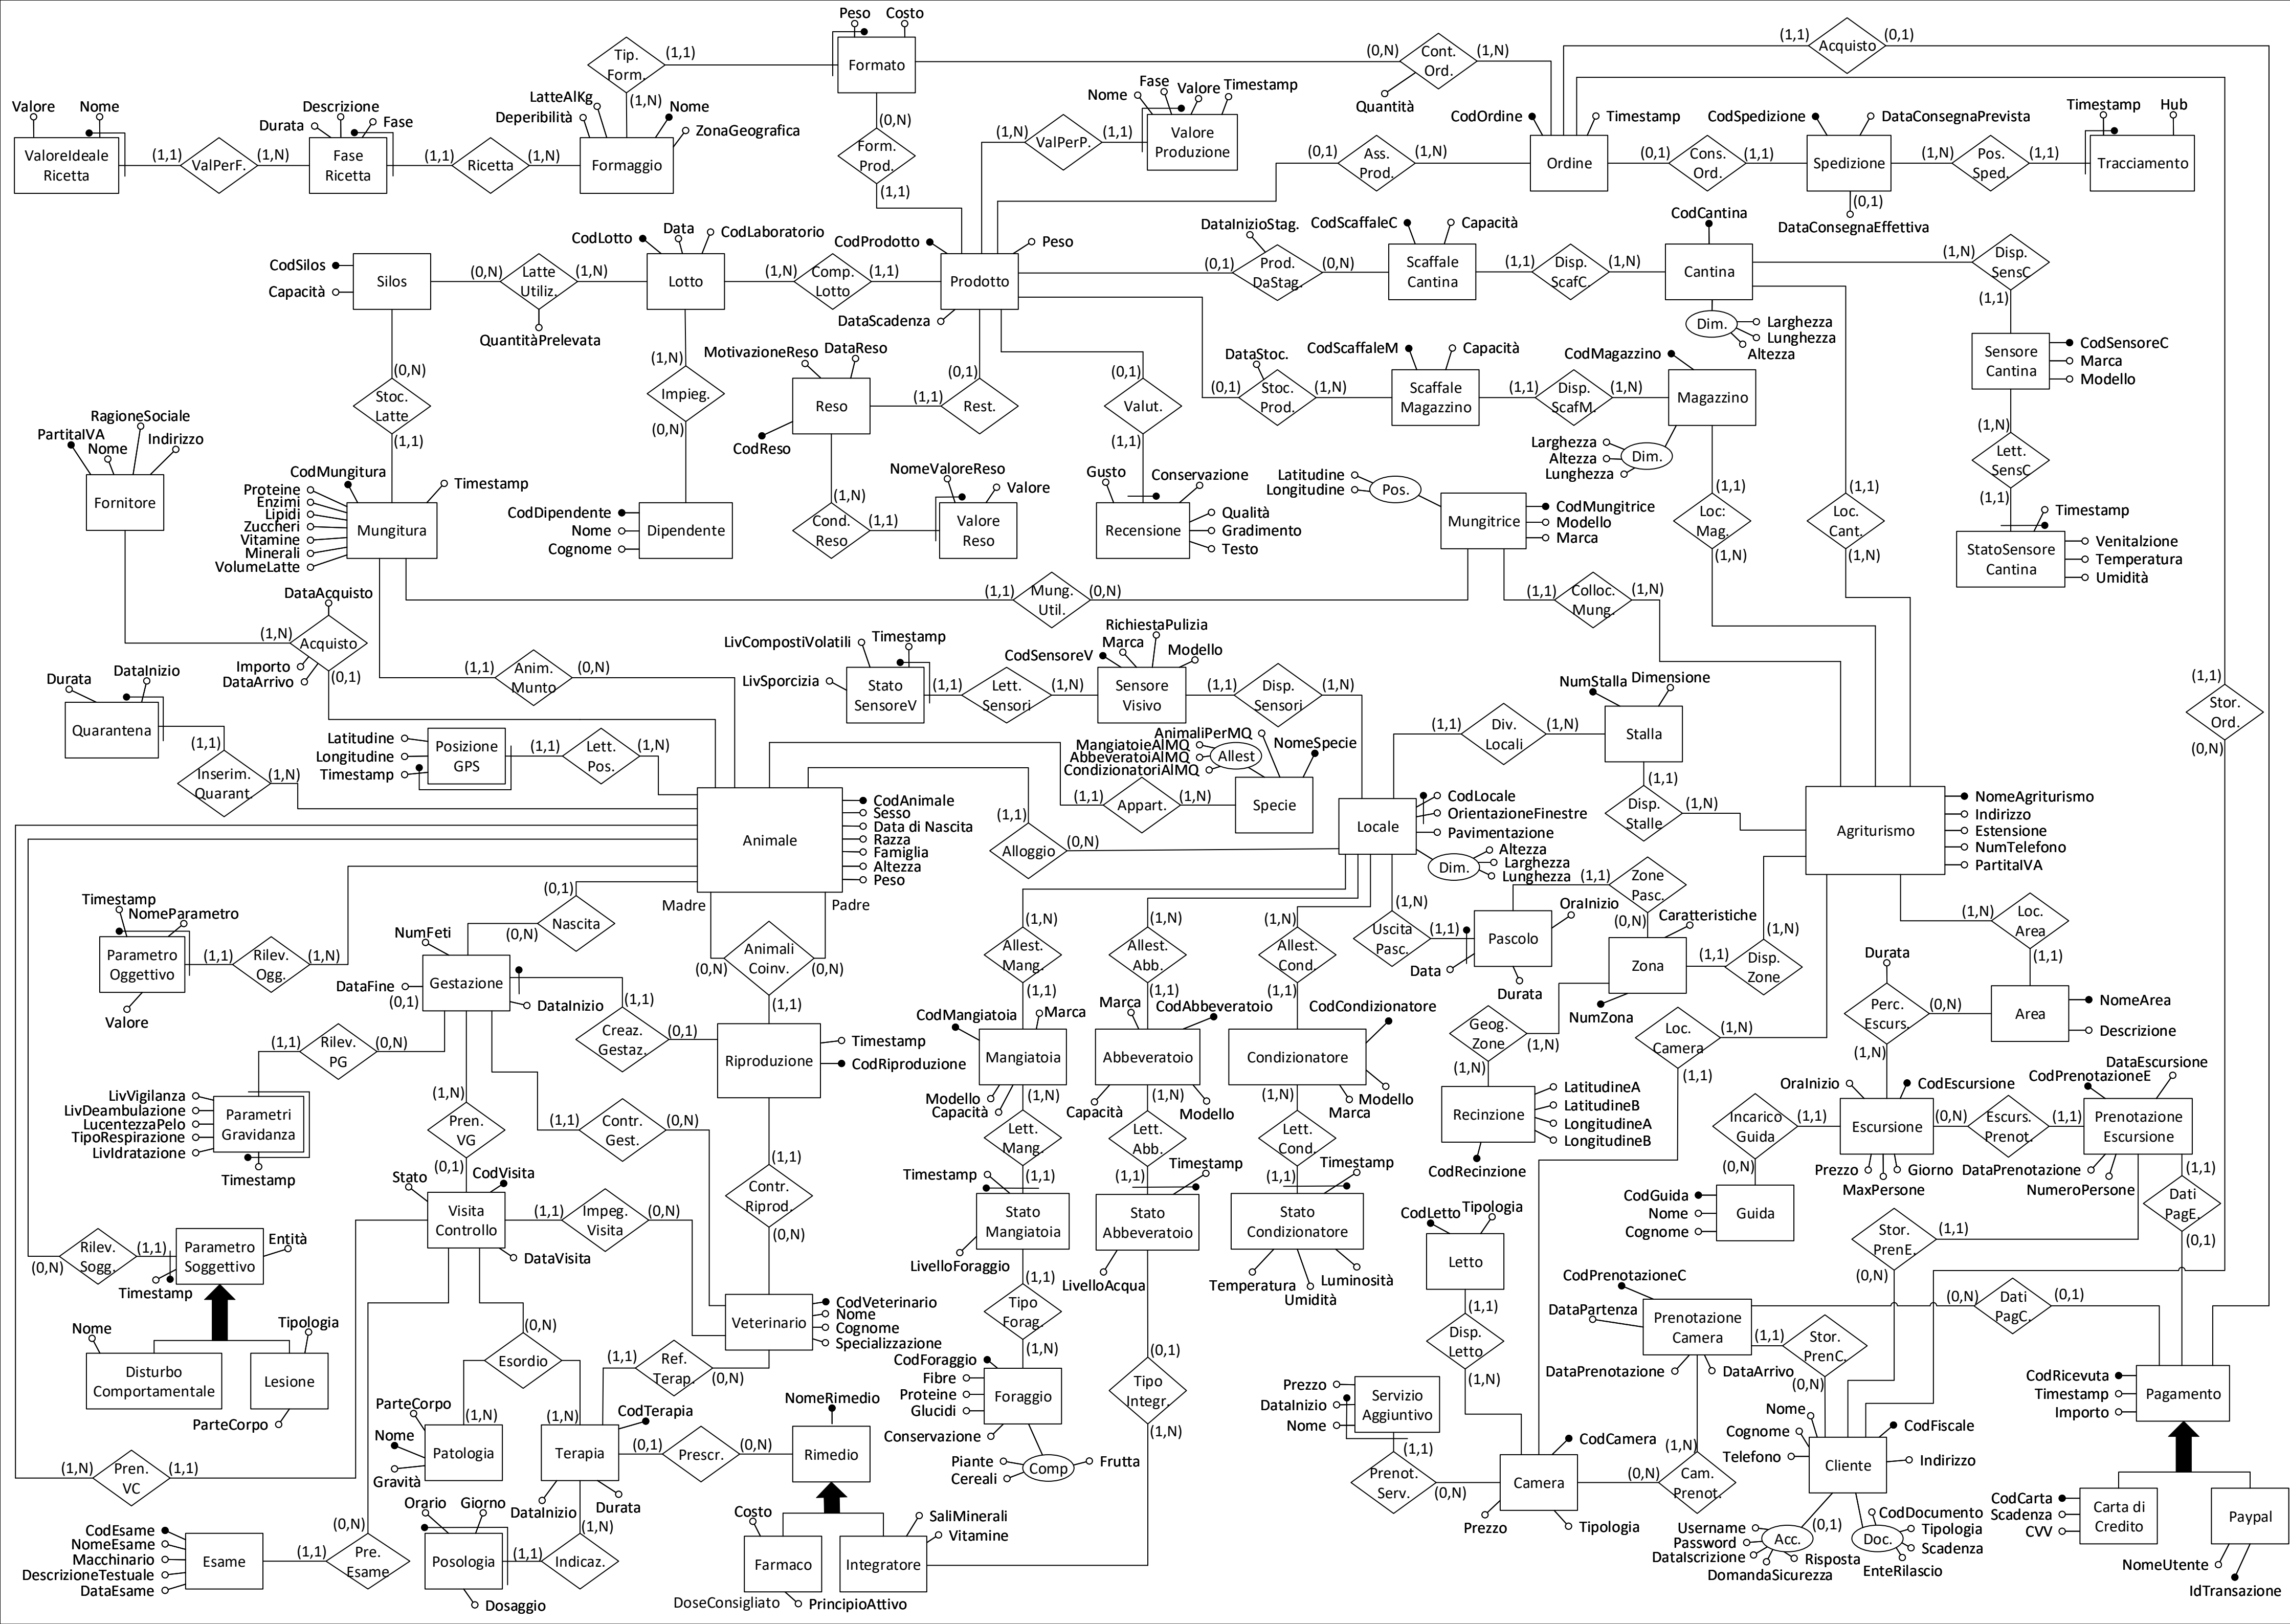 Peso Costo
Formato
Tip.
Form.
(1,1)
(1,N)
(0,N)
Cont.
Ord.
(1,N)
Quantità
(1,1)
Acquisto
(0,1)
Valore Nome
ValoreIdeale
Ricetta
(1,1)
ValPerF.
(1,N)
Durata
Descrizione
Fase
Fase
Ricetta
(1,1)
Ricetta
(1,N)
LatteAlKg
Deperibilità
Nome
ZonaGeografica
Formaggio
(0,N)
Form.
Prod.
(1,1)
Nome
Fase
Valore
Timestamp
(1,N)
ValPerP.
(1,1)
Valore
Produzione
(0,1)
Ass.
Prod.
(1,N)
CodOrdine
Timestamp
Ordine
(0,1)
Cons.
Ord.
(1,1)
CodSpedizione
DataConsegnaPrevista
Spedizione
(0,1)
DataConsegnaEffettiva
(1,N)
Pos.
Sped.
(1,1)
Timestamp
Hub
Tracciamento
CodSilos
Capacità
Silos
(0,N)
Latte
Utiliz.
(1,N)
QuantitàPrelevata
CodLotto
Data
CodLaboratorio
Lotto
(1,N)
Comp.
Lotto
(1,1)
CodProdotto
Peso
Prodotto
DataScadenza
DataInizioStag.
(0,1)
Prod.
DaStag.
(0,N)
CodScaffaleC
Capacità
Scaffale
Cantina
(1,1)
Disp.
ScafC.
(1,N)
CodCantina
Cantina
Dim.
Larghezza
Lunghezza
Altezza
(1,N)
Disp.
SensC
(1,1)
Sensore
Cantina
CodSensoreC
Marca
Modello
(1,N)
Lett.
SensC
(1,1)
Timestamp
StatoSensore
Cantina
Venitalzione
Temperatura
Umidità
(0,N)
Stoc.
Latte
(1,1)
(1,N)
Impieg.
(0,N)
MotivazioneReso
DataReso
Reso
CodReso
(1,1)
Rest.
(0,1)
(0,1)
Valut.
(1,1)
DataStoc.
(0,1)
Stoc.
Prod.
(1,N)
CodScaffaleM
Capacità
Scaffale
Magazzino
(1,1)
Disp.
ScafM.
(1,N)
CodMagazzino
Magazzino
Larghezza
Altezza
Lunghezza
Dim.
RagioneSociale
PartitaIVA
Nome
Indirizzo
Fornitore
CodMungitura
Timestamp
Proteine
Enzimi
Lipidi
Zuccheri
Vitamine
Minerali
VolumeLatte
Mungitura
CodDipendente
Nome
Cognome
Dipendente
(1,N)
Cond.
Reso
(1,1)
NomeValoreReso
Valore
Valore
Reso
Gusto
Conservazione
Recensione
Qualità
Gradimento
Testo
Latitudine
Longitudine
Pos.
Mungitrice
CodMungitrice
Modello
Marca
(1,1)
Loc:
Mag.
(1,N)
(1,1)
Loc.
Cant.
(1,N)
(1,1)
Mung.
Util.
(0,N)
(1,1)
Colloc.
Mung.
(1,N)
DataAcquisto
(1,N)
Acquisto
Importo
DataArrivo
(0,1)
(1,1)
Anim.
Munto
(0,N)
LivCompostiVolatili
Timestamp
LivSporcizia
Stato
SensoreV
(1,1)
Lett.
Sensori
(1,N)
RichiestaPulizia
Marca
CodSensoreV
Modello
Sensore
Visivo
(1,1)
Disp.
Sensori
(1,N)
NumStalla
Dimensione
(1,1)
Div.
Locali
(1,N)
Stalla
(1,1)
Disp.
Stalle
(1,N)
(1,1)
Stor.
Ord.
(0,N)
Durata
DataInizio
Quarantena
(1,1)
Inserim.
Quarant.
(1,N)
Latitudine
Longitudine
Timestamp
Posizione
GPS
(1,1)
Lett.
Pos.
(1,N)
AnimaliPerMQ
MangiatoieAlMQ
AbbeveratoiAlMQ
CondizionatoriAlMQ
Allest
NomeSpecie
(1,1)
Appart.
(1,N)
Specie
Animale
CodAnimale
Sesso
Data di Nascita
Razza
Famiglia
Altezza
Peso
Madre
Padre
(1,1)
Alloggio
(0,N)
Locale
CodLocale
OrientazioneFinestre
Pavimentazione
Dim.
Altezza
Larghezza
Lunghezza
Agriturismo
NomeAgriturismo
Indirizzo
Estensione
NumTelefono
PartitaIVA
Timestamp
NomeParametro
Parametro
Oggettivo
Valore
(1,1)
Rilev.
Ogg.
(1,N)
(0,1)
Nascita
(0,N)
NumFeti
DataFine
(0,1)
Gestazione
DataInizio
(0,N)
Animali
Coinv.
(0,N)
(1,1)
(1,1)
Creaz.
Gestaz.
(0,1)
Riproduzione
Timestamp
CodRiproduzione
(1,N)
Allest.
Mang.
(1,1)
(1,N)
Allest.
Abb.
(1,1)
(1,N)
Allest.
Cond.
(1,1)
(1,N)
Uscita
Pasc.
(1,1)
Pascolo
OraInizio
Data
Durata
(1,1)
Zone
Pasc.
(0,N)
Caratteristiche
Zona
NumZona
(1,1)
Disp.
Zone
(1,N)
(1,N)
Loc.
Area
(1,1)
Area
NomeArea
Descrizione
Durata
Perc.
Escurs.
(0,N)
(1,N)
Geog.
Zone
(1,N)
(1,N)
Recinzione
LatitudineA
LatitudineB
LongitudineA
LongitudineB
CodRecinzione
Loc.
Camera
(1,N)
(1,1)
(1,1)
Rilev.
PG
(0,N)
LivVigilanza
LivDeambulazione
LucentezzaPelo
TipoRespirazione
LivIdratazione
Parametri
Gravidanza
Timestamp
(1,N)
Pren.
VG
(0,1)
(1,1)
Contr.
Gest.
(0,N)
(1,1)
Contr.
Riprod.
(0,N)
CodMangiatoia
Marca
Mangiatoia
Modello
Capacità
(1,N)
Lett.
Mang.
(1,1)
Marca
CodAbbeveratoio
Abbeveratoio
Capacità
Modello
(1,N)
Lett.
Abb.
(1,1)
CodCondizionatore
Condizionatore
Modello
Marca
(1,N)
Lett.
Cond.
(1,1)
OraInizio
CodEscursione
Escursione
Prezzo
MaxPersone
Giorno
(1,1)
Incarico
Guida
(0,N)
CodGuida
Nome
Cognome
Guida
(0,N)
Escurs.
Prenot.
(1,1)
DataEscursione
CodPrenotazioneE
Prenotazione
Escursione
DataPrenotazione
NumeroPersone
(1,1)
Dati
PagE.
(0,1)
Stor.
PrenE.
(1,1)
(0,N)
Stato
CodVisita
Visita
Controllo
DataVisita
(1,1)
Impeg.
Visita
(0,N)
Timestamp
Stato
Mangiatoia
LivelloForaggio
Timestamp
Stato
Abbeveratoio
LivelloAcqua
Timestamp
Stato
Condizionatore
Temperatura
Umidità
Luminosità
CodLetto
Tipologia
Letto
(1,1)
Disp.
Letto
(1,N)
Rilev.
Sogg.
(0,N)
(1,1)
Parametro
Soggettivo
Entità
Timestamp
Nome
Disturbo
Comportamentale
Tipologia
Lesione
ParteCorpo
(0,N)
Esordio
(1,N)
(1,N)
(1,1)
Ref.
Terap.
(0,N)
Veterinario
CodVeterinario
Nome
Cognome
Specializzazione
(1,1)
Tipo
Forag.
(1,N)
CodForaggio
Fibre
Proteine
Glucidi
Conservazione
Foraggio
Piante
Cereali
Comp
Frutta
(0,1)
Tipo
Integr.
(1,N)
CodPrenotazioneC
DataPartenza
Prenotazione
Camera
DataPrenotazione
DataArrivo
(1,1)
Stor.
PrenC.
(0,N)
(0,N)
Dati
PagC.
(0,1)
CodRicevuta
Timestamp
Importo
Pagamento
Prezzo
DataInizio
Nome
Servizio
Aggiuntivo
(1,1)
Prenot.
Serv.
(0,N)
Camera
CodCamera
Prezzo
Tipologia
(0,N)
Cam.
Prenot.
(1,N)
Nome
Cognome
Telefono
Cliente
CodFiscale
Indirizzo
Username
Password
DataIscrizione
DomandaSicurezza
Risposta
Acc.
(0,1)
Doc.
CodDocumento
Tipologia
Scadenza
EnteRilascio
CodCarta
Scadenza
CVV
Carta di
Credito
Paypal
NomeUtente
IdTransazione
(1,N)
Pren.
VC
(1,1)
ParteCorpo
Nome
Gravità
Patologia
CodTerapia
Terapia
DataInizio
Durata
(0,1)
Prescr.
(0,N)
NomeRimedio
Rimedio
Costo
Farmaco
DoseConsigliato
PrincipioAttivo
SaliMinerali
Vitamine
Integratore
CodEsame
NomeEsame
Macchinario
DescrizioneTestuale
DataEsame
Esame
(1,1)
Pre.
Esame
(0,N)
Orario
Giorno
Posologia
Dosaggio
(1,1)
Indicaz.
(1,N)